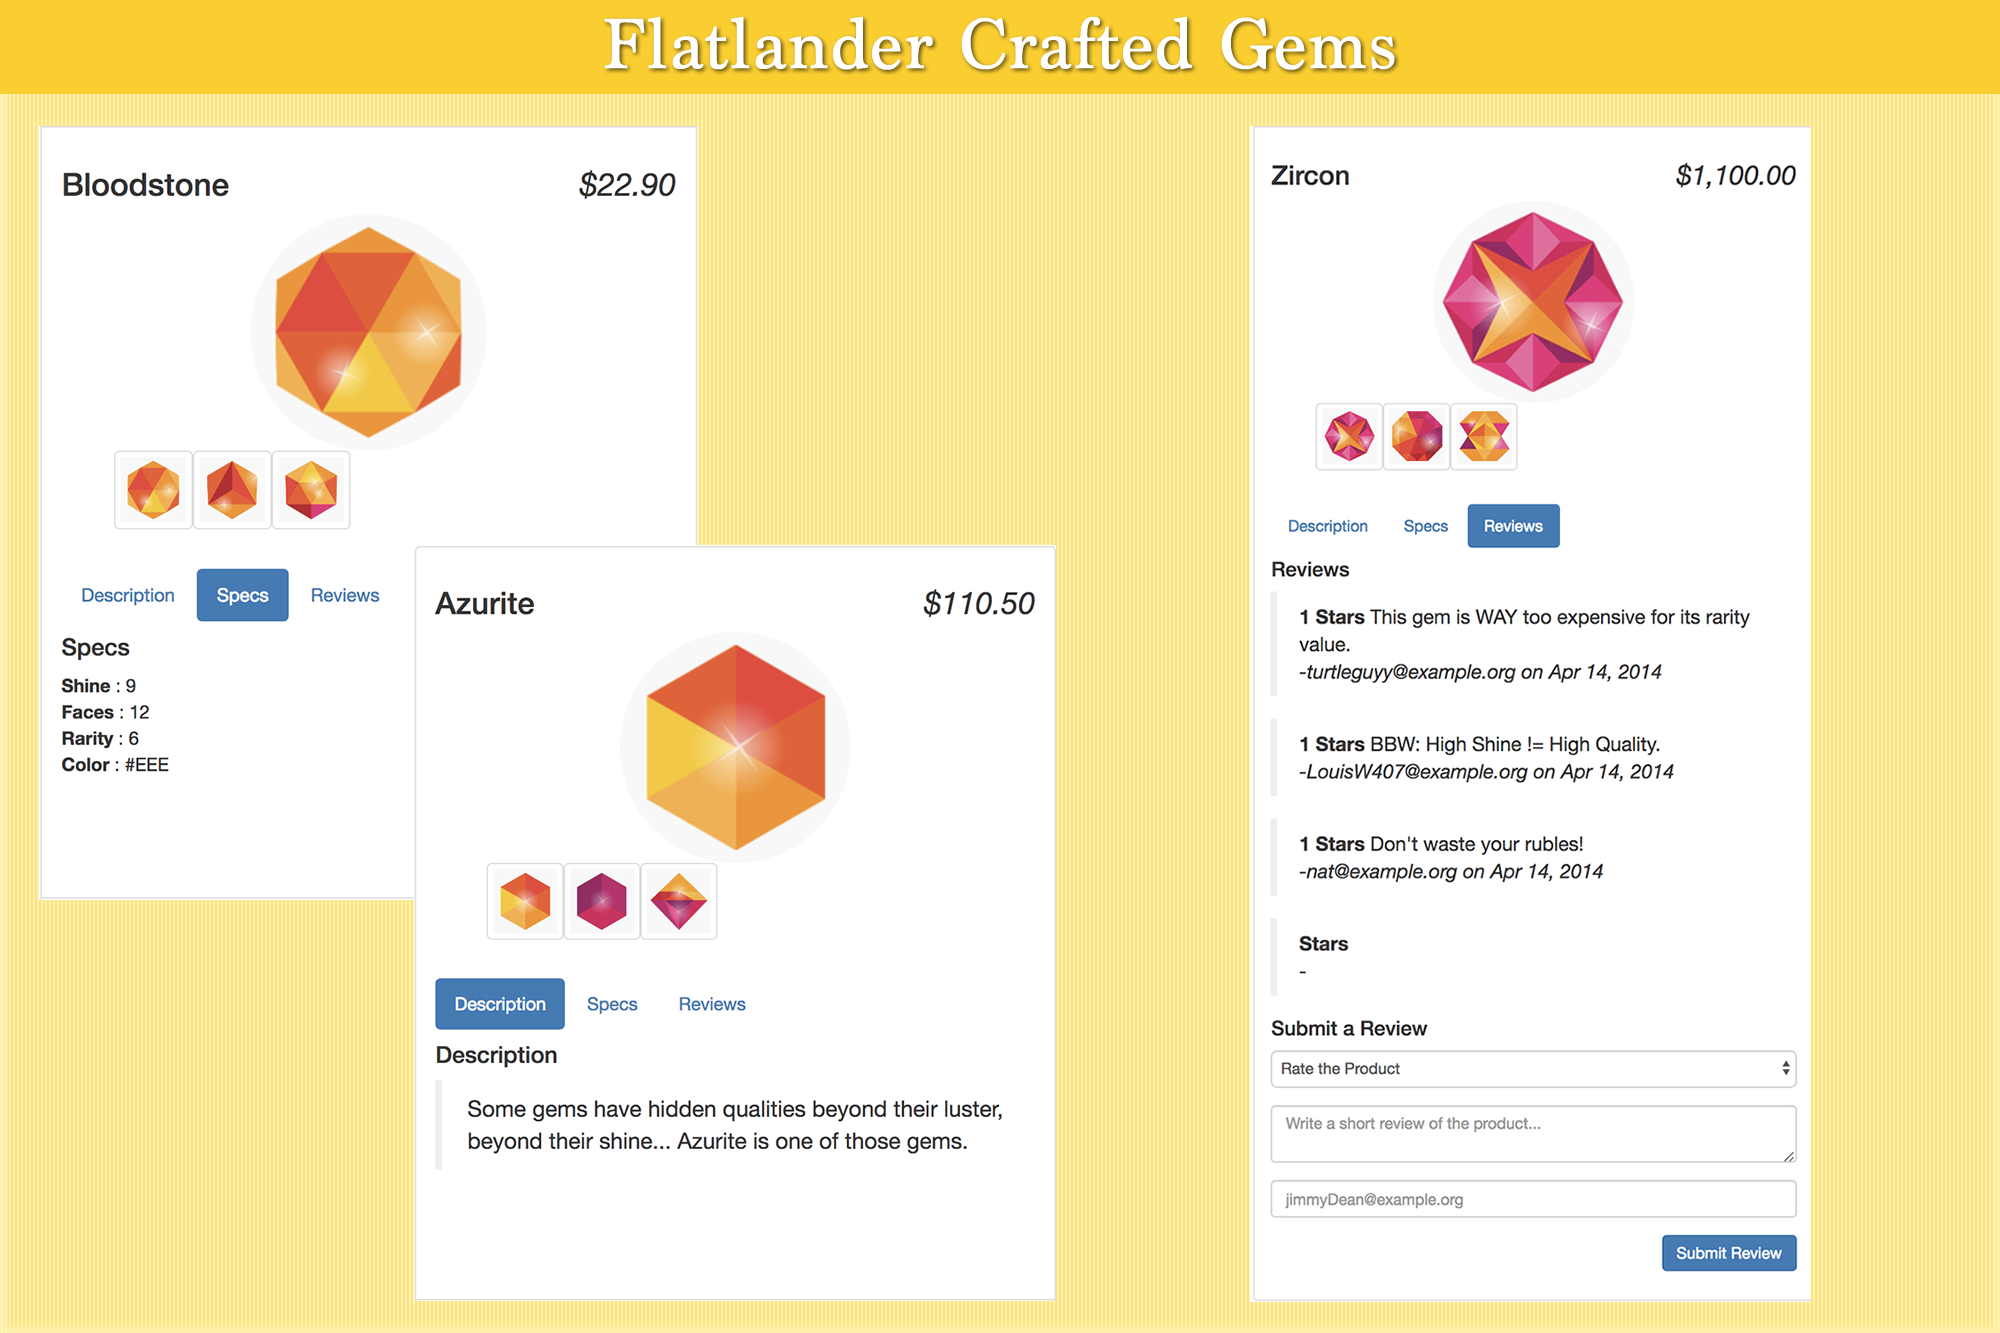 Flatlander Crafted Gems
Bloodstone
$22.90
Description
Specs
Reviews
Specs
Shine : 9
Faces : 12
Rarity : 6
Color : #EEE
Azurite
$110.50
Description
Specs
Reviews
Description
Some gems have hidden qualities beyond their luster,
beyond their shine... Azurite is one of those gems.
Zircon
$1,100.00
Description
Specs
Reviews
Reviews
1 Stars This gem is WAY too expensive for its rarity
value.
-turtleguyy@example.org on Apr 14, 2014
1 Stars BBW: High Shine != High Quality.
-LouisW407@example.org on Apr 14, 2014
1 Stars Don't waste your rubles!
-nat@example.org on Apr 14, 2014
Stars
-
Submit a Review
Rate the Product
Write a short review of the product...
jimmyDean@example.org
Submit Review